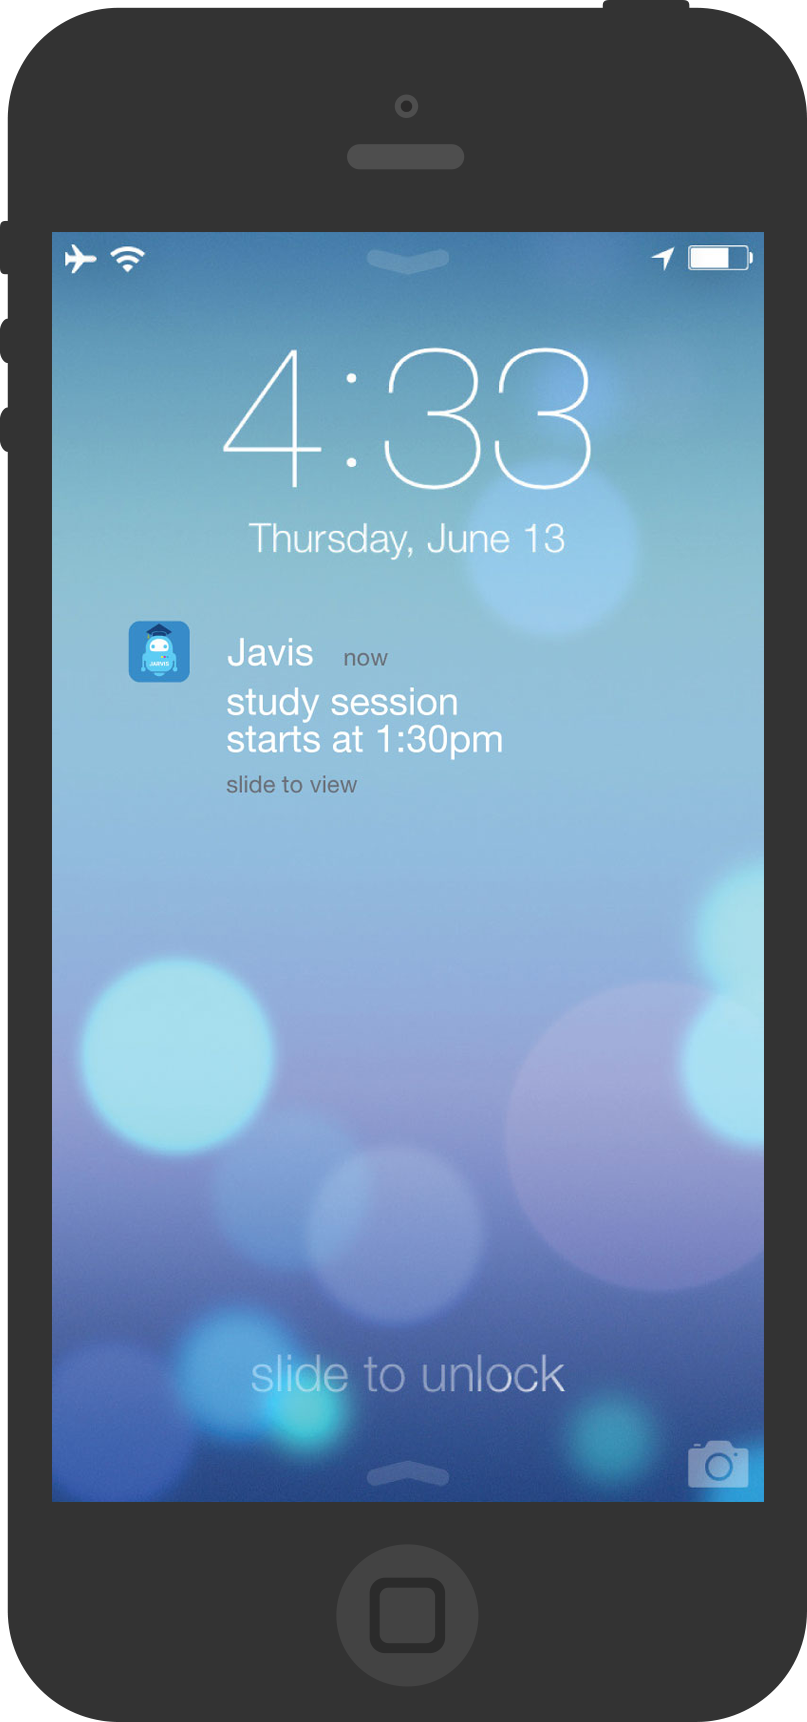 4:33
Thursday, June 13
JARVIS
Javis now
study session
starts at 1:30pm
slide to view
slide to unlock